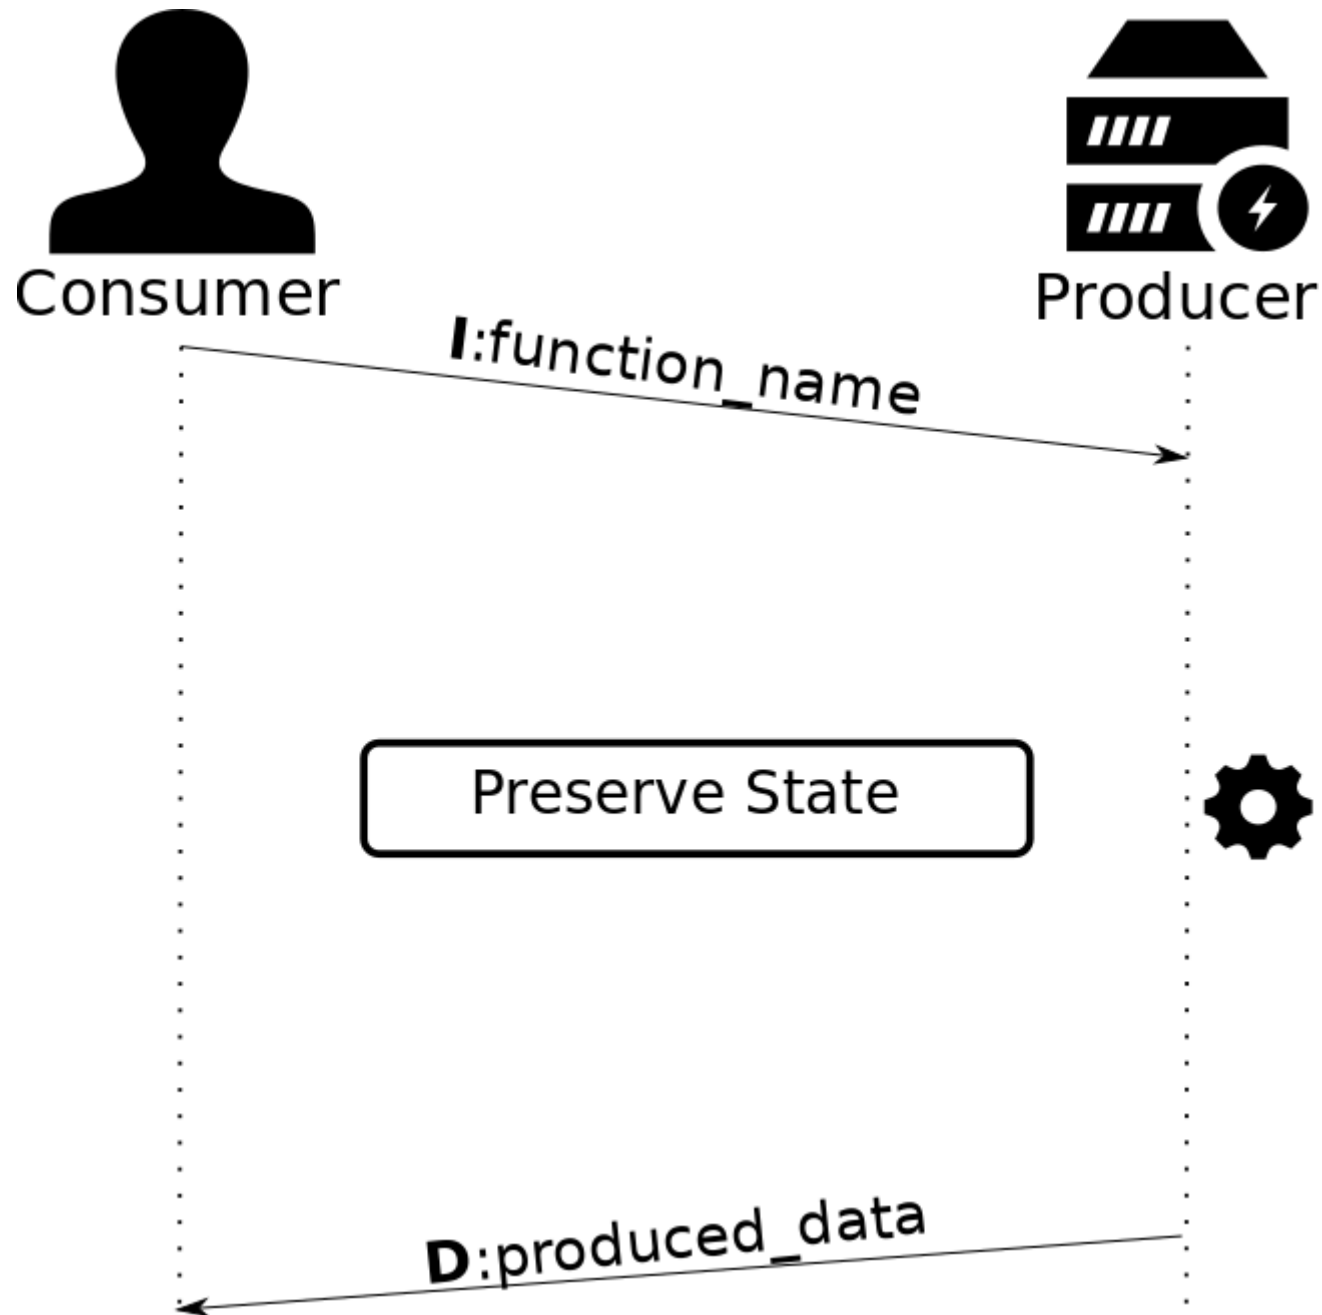 Consumer
Producer
I:function_name
Preserve State
D:produced_data